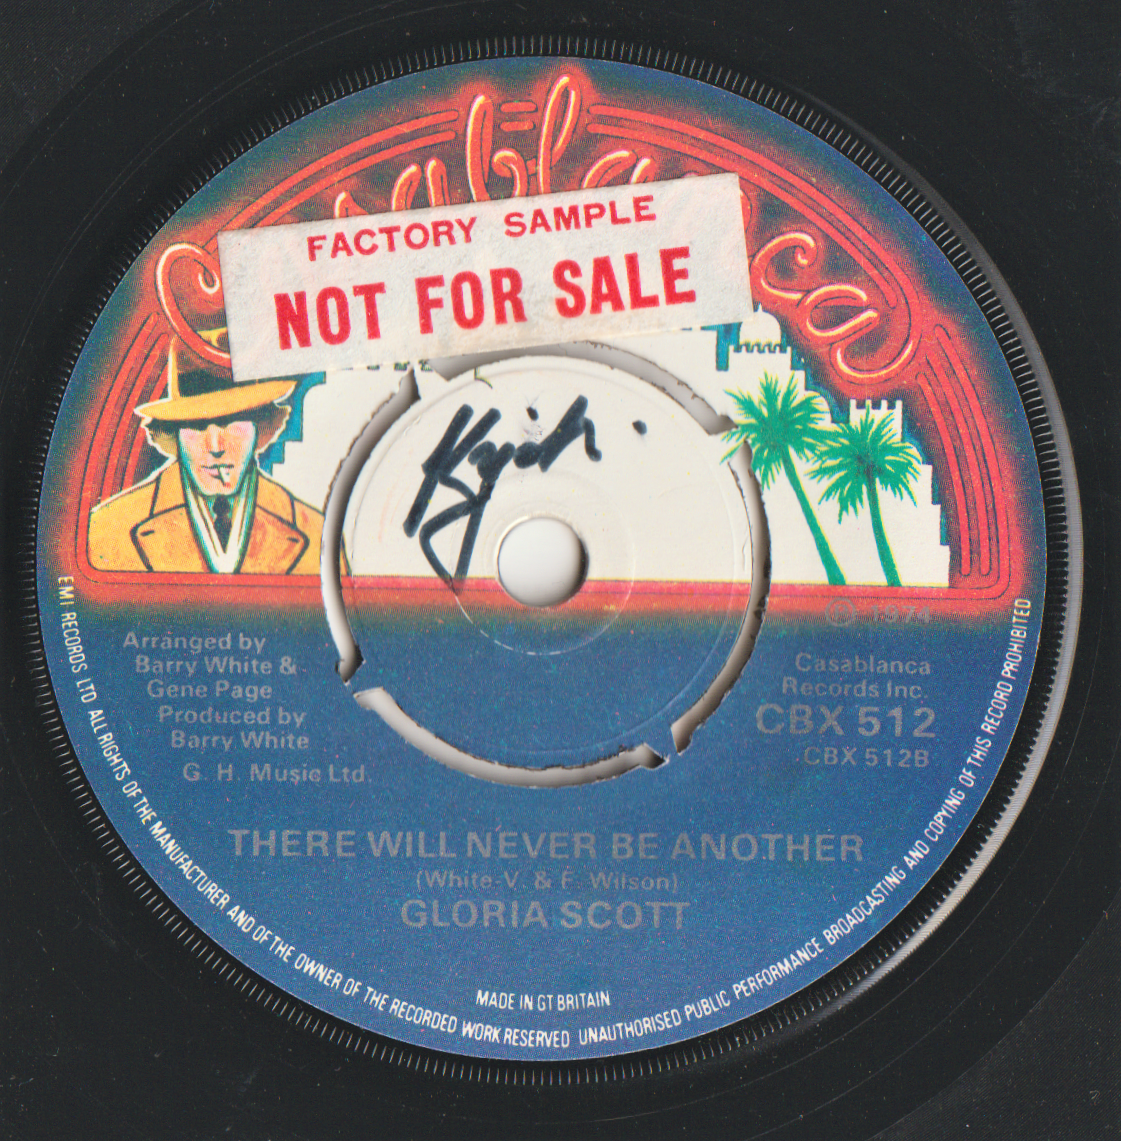 Casablanca
FACTORY SAMPLE
NOT FOR SALE
Ⓟ 1974
Arranged by
Barry White &
Gene Page
Produced by
Barry White
G. H. Music Ltd.
Casablanca
Records Inc.
CBX 512
CBX 512B
THERE WILL NEVER BE ANOTHER
(White-V. & F. Wilson)
GLORIA SCOTT
MADE IN GT BRITAIN
EMI RECORDS LTD ALL RIGHTS OF THE MANUFACTURER AND OF THE OWNER OF THE RECORDED WORK RESERVED UNAUTHORISED PUBLIC PERFORMANCE BROADCASTING AND COPYING OF THIS RECORD PROHIBITED